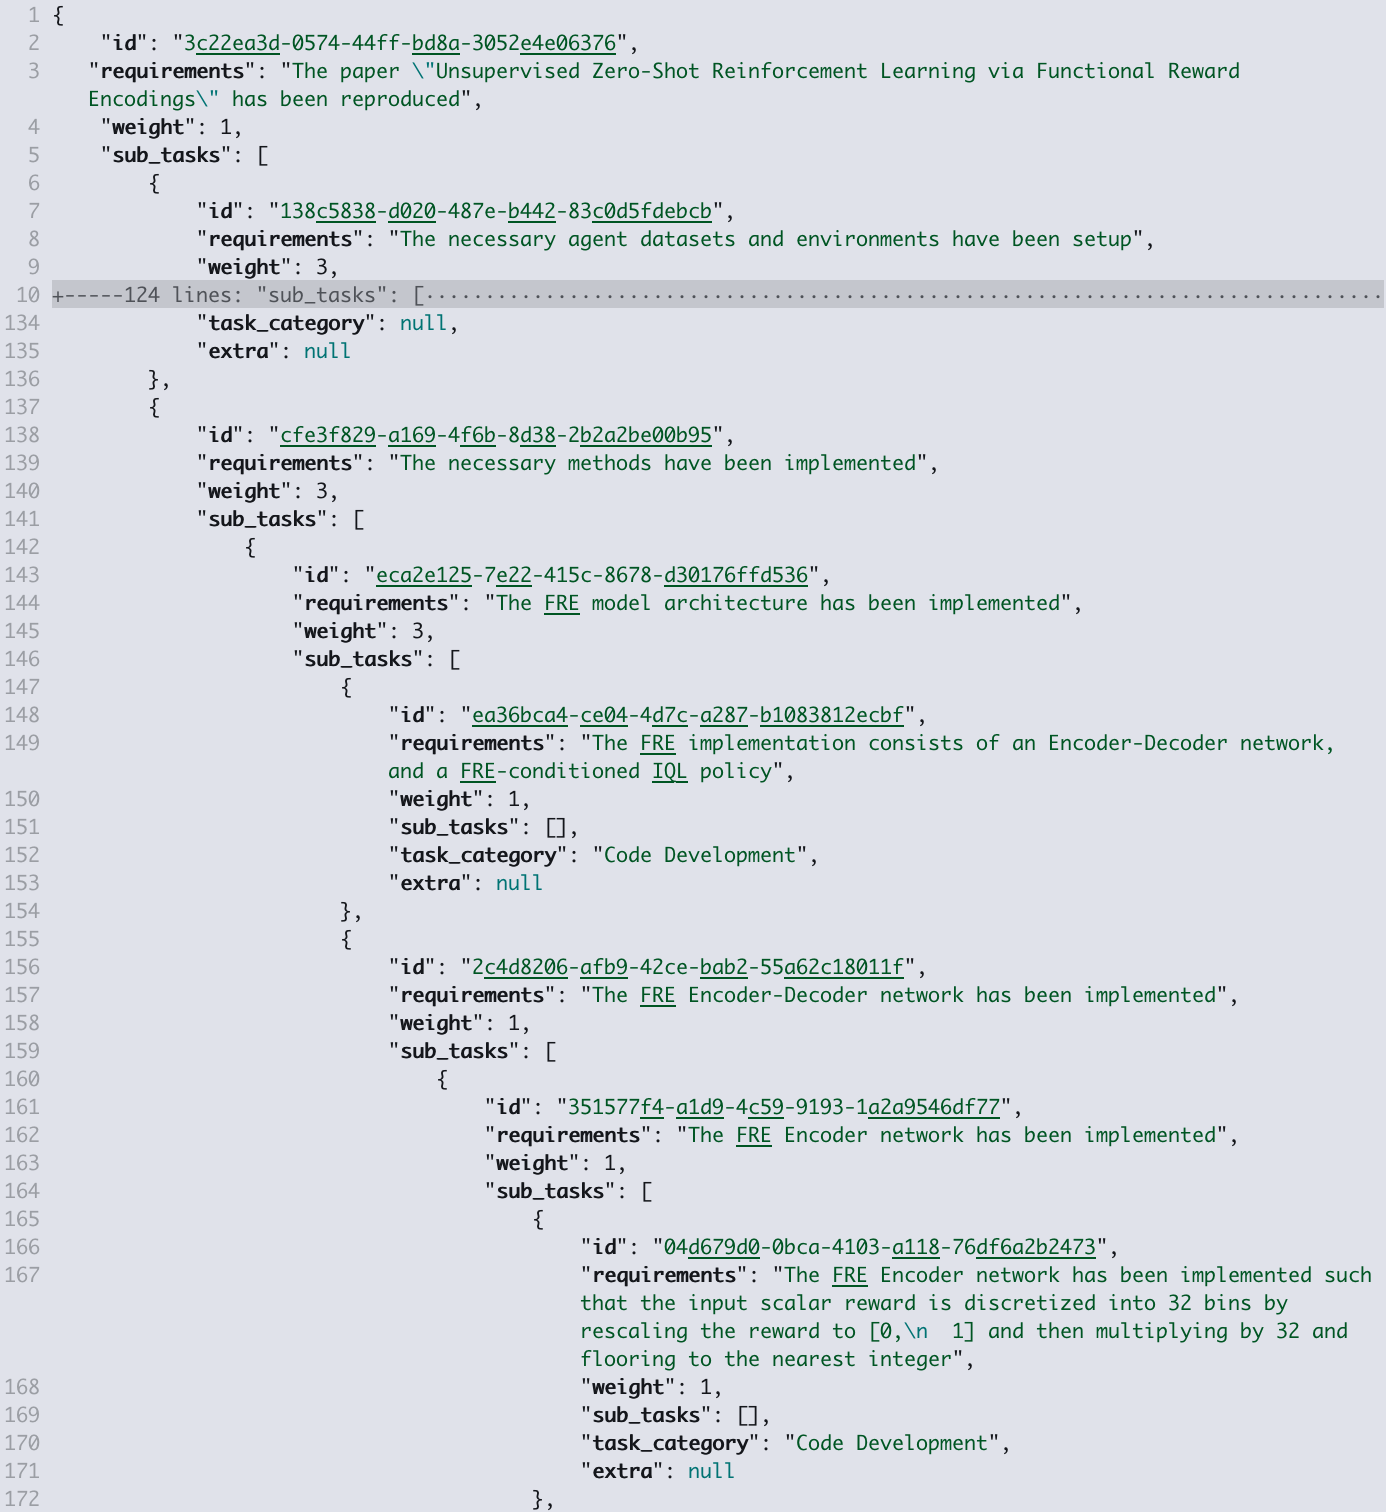 1 {
2     "id": "3c22ea3d-0574-44ff-bd8a-3052e4e06376",
3    "requirements": "The paper \"Unsupervised Zero-Shot Reinforcement Learning via Functional Reward
   Encodings\" has been reproduced",
4     "weight": 1,
5     "sub_tasks": [
6         {
7             "id": "138c5838-d020-487e-b442-83c0d5fdebcb",
8             "requirements": "The necessary agent datasets and environments have been setup",
9             "weight": 3,
10 +-----124 lines: "sub_tasks": [················································································
134             "task_category": null,
135             "extra": null
136         },
137         {
138             "id": "cfe3f829-a169-4f6b-8d38-2b2a2be00b95",
139             "requirements": "The necessary methods have been implemented",
140             "weight": 3,
141             "sub_tasks": [
142                 {
143                     "id": "eca2e125-7e22-415c-8678-d30176ffd536",
144                     "requirements": "The FRE model architecture has been implemented",
145                     "weight": 3,
146                     "sub_tasks": [
147                         {
148                             "id": "ea36bca4-ce04-4d7c-a287-b1083812ecbf",
149                             "requirements": "The FRE implementation consists of an Encoder-Decoder network,
                            and a FRE-conditioned IQL policy",
150                             "weight": 1,
151                             "sub_tasks": [],
152                             "task_category": "Code Development",
153                             "extra": null
154                         },
155                         {
156                             "id": "2c4d8206-afb9-42ce-bab2-55a62c18011f",
157                             "requirements": "The FRE Encoder-Decoder network has been implemented",
158                             "weight": 1,
159                             "sub_tasks": [
160                                 {
161                                     "id": "351577f4-a1d9-4c59-9193-1a2a9546df77",
162                                     "requirements": "The FRE Encoder network has been implemented",
163                                     "weight": 1,
164                                     "sub_tasks": [
165                                         {
166                                             "id": "04d679d0-0bca-4103-a118-76df6a2b2473",
167                                             "requirements": "The FRE Encoder network has been implemented such
                                            that the input scalar reward is discretized into 32 bins by
                                            rescaling the reward to [0,\n  1] and then multiplying by 32 and
                                            flooring to the nearest integer",
168                                             "weight": 1,
169                                             "sub_tasks": [],
170                                             "task_category": "Code Development",
171                                             "extra": null
172                                         },